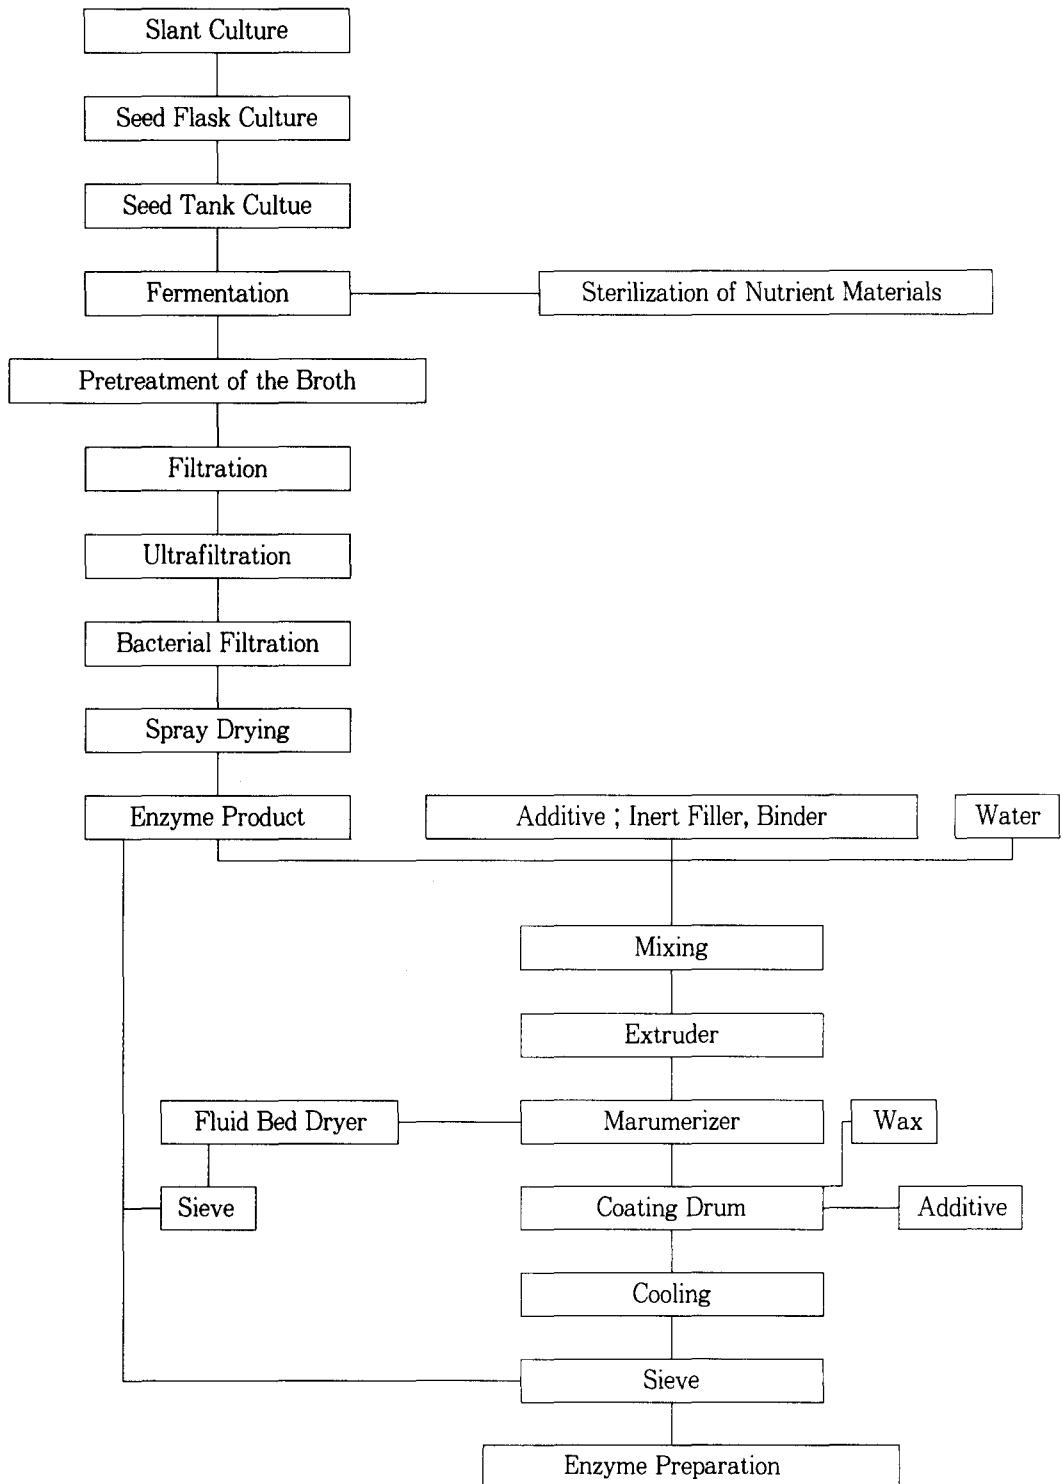 Slant Culture
Seed Flask Culture
Seed Tank Cultue
Fermentation
Sterilization of Nutrient Materials
Pretreatment of the Broth
Filtration
Ultrafiltration
Bacterial Filtration
Spray Drying
Enzyme Product
Additive ; Inert Filler, Binder
Water
Mixing
Extruder
Fluid Bed Dryer
Marumerizer
Wax
Sieve
Coating Drum
Additive
Cooling
Sieve
Enzyme Preparation